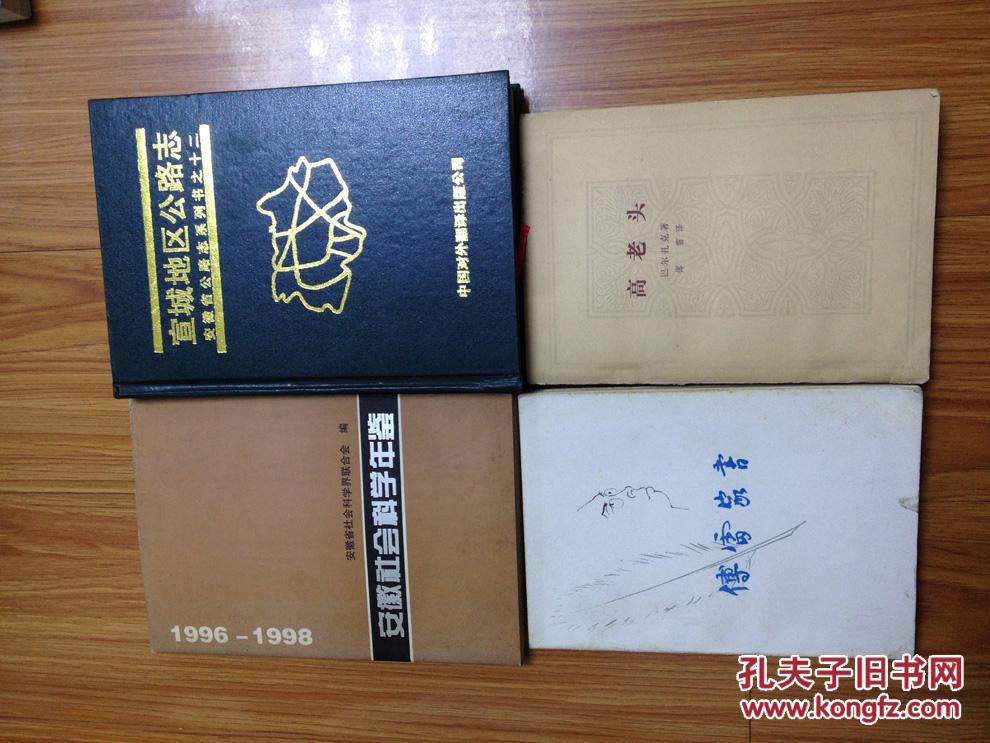 宣城地区公路志
安徽省公路志系列书之十三
中国对外翻译出版公司
高老头
巴尔扎克著
傅雷译
安徽省社会科学界联合会 编
安徽社会科学年鉴
1996-1998
傅雷家書
孔夫子旧书网
www.kongfz.com